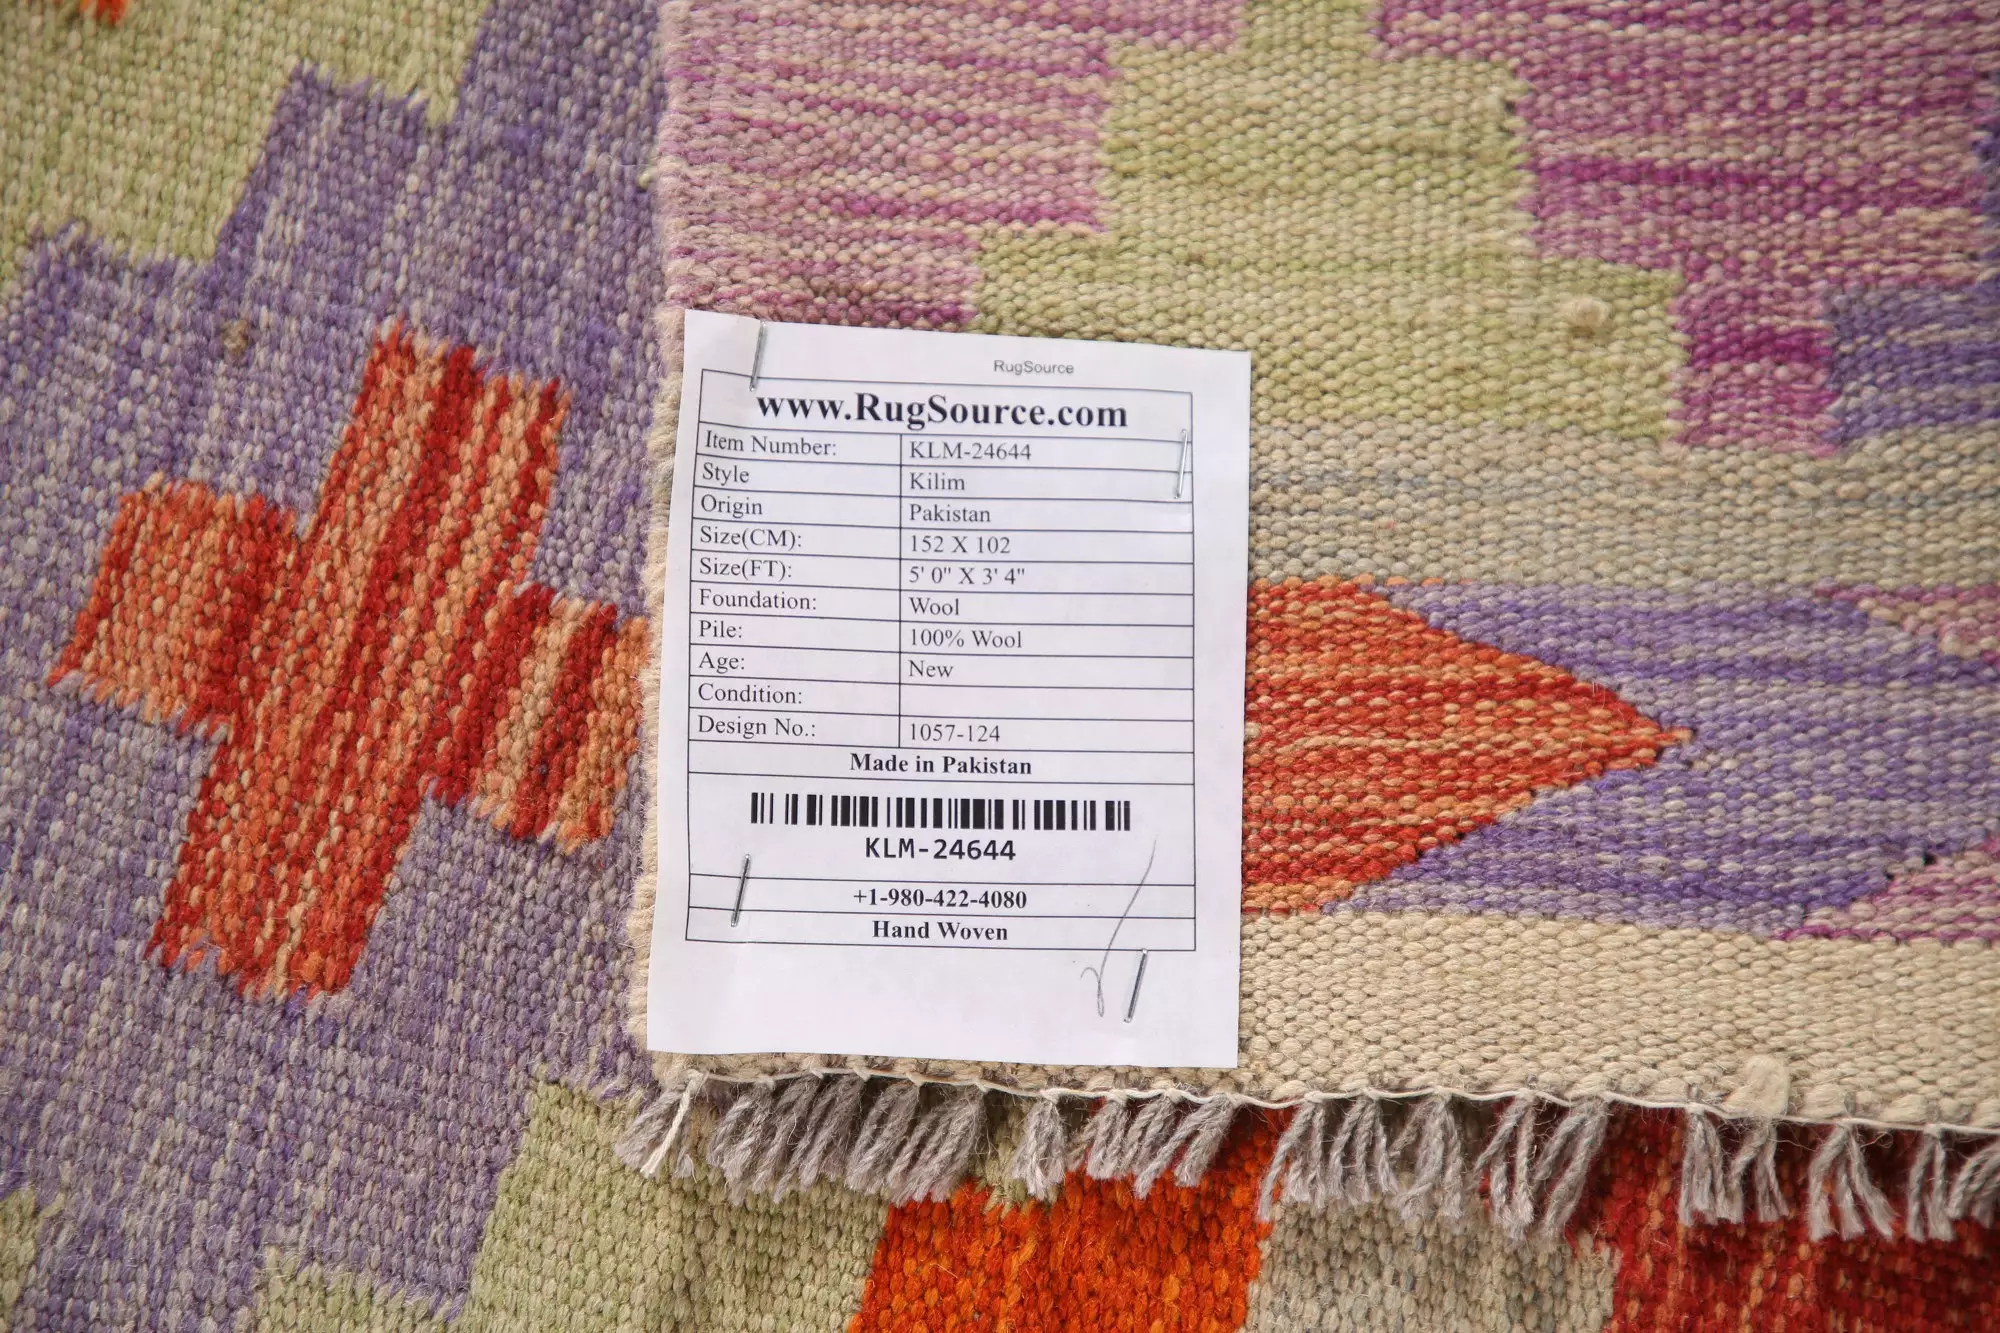 RugSource
www.RugSource.com
Item Number: KLM-24644
Style Kilim
Origin Pakistan
Size(CM): 152 X 102
Size(FT): 5' 0" X 3' 4"
Foundation: Wool
Pile: 100% Wool
Age: New
Condition:
Design No.: 1057-124
Made in Pakistan
KLM-24644
+1-980-422-4080
Hand Woven